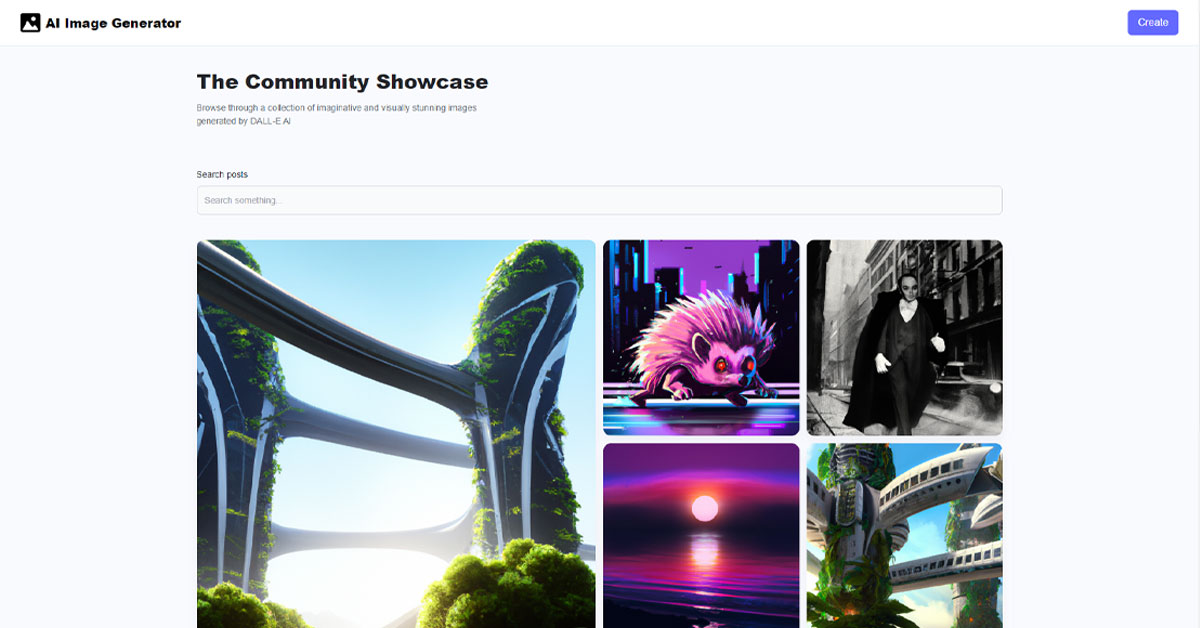 AI Image Generator
Create
The Community Showcase
Browse through a collection of imaginative and visually stunning images
generated by DALL-E AI
Search posts
Search something...